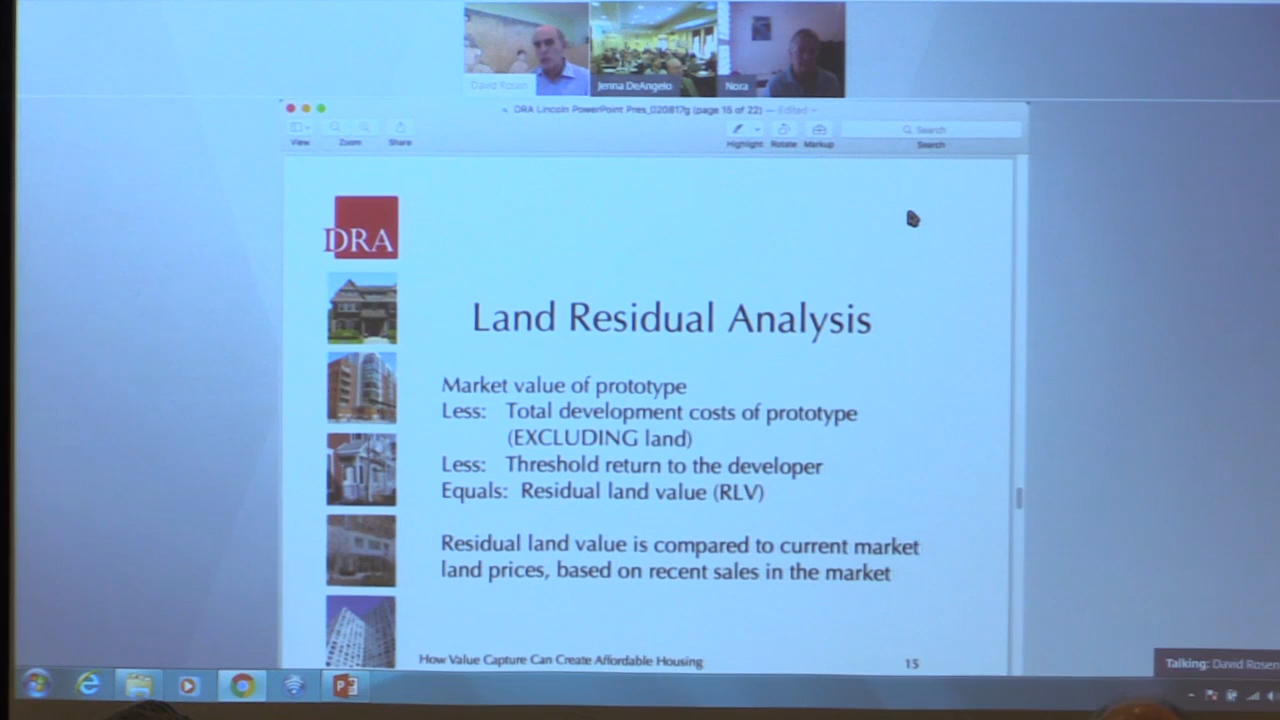 David Rosen
Jenna DeAngelo
Nora
DRA Lincoln PowerPoint Pres_020817g (page 15 of 22) — Edited
Search
View
Zoom
Share
Highlight
Rotate
Markup
Search
DRA
Land Residual Analysis
Market value of prototype
Less: Total development costs of prototype
(EXCLUDING land)
Less: Threshold return to the developer
Equals: Residual land value (RLV)
Residual land value is compared to current market
land prices, based on recent sales in the market
How Value Capture Can Create Affordable Housing
15
Talking: David Rosen